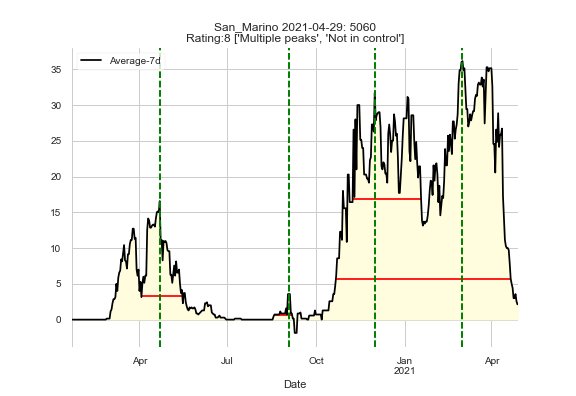 San_Marino 2021-04-29: 5060
Rating:8 ['Multiple peaks', 'Not in control']
Average-7d
35
30
25
20
15
10
5
0
Apr
Jul
Oct
Jan
2021
Apr
Date